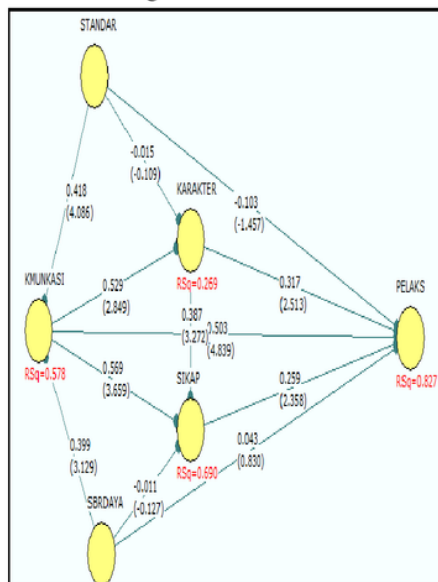 STANDAR
-0.015
(-0.109)
-0.103
(-1.457)
0.418
(4.086)
KARAKTER
KMUNKASI
0.529
(2.849)
RSq=0.269
0.317
(2.513)
PELAKS
0.387
(3.272)
0.503
(4.839)
RSq=0.578
0.569
(3.659)
SIKAP
0.259
(2.358)
RSq=0.827
0.399
(3.129)
0.043
(0.830)
RSq=0.690
SBRDAYA
-0.011
(-0.127)